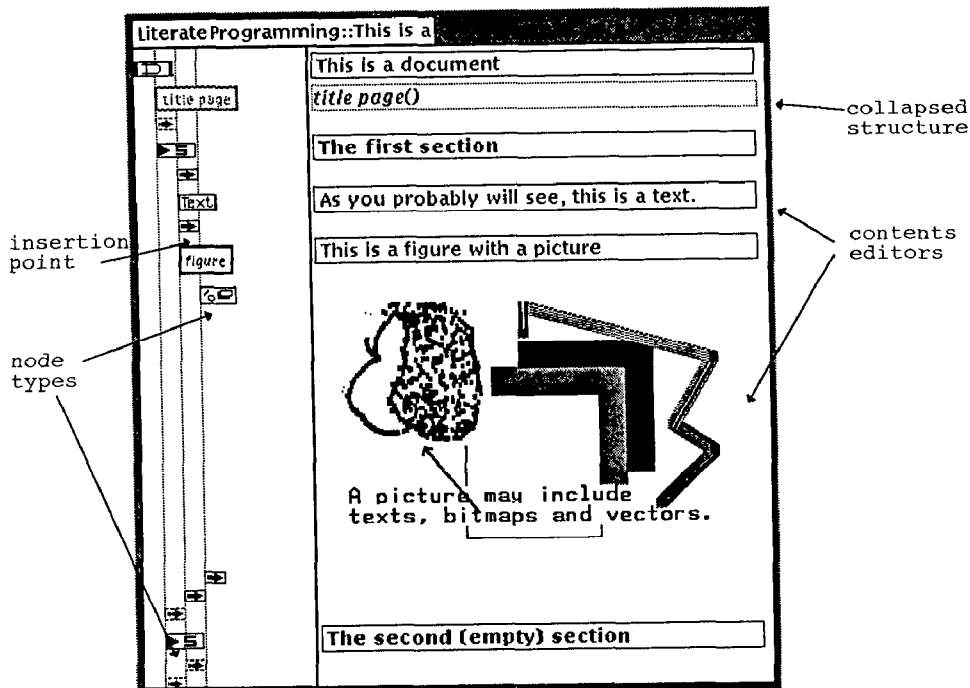 LiterateProgramming::This is a
This is a document
D
title page
title page()
collapsed
structure
The first section
S
As you probably will see, this is a text.
Text
insertion
point
This is a figure with a picture
contents
editors
figure
node
types
A picture may include
texts, bitmaps and vectors.
The second (empty) section
S